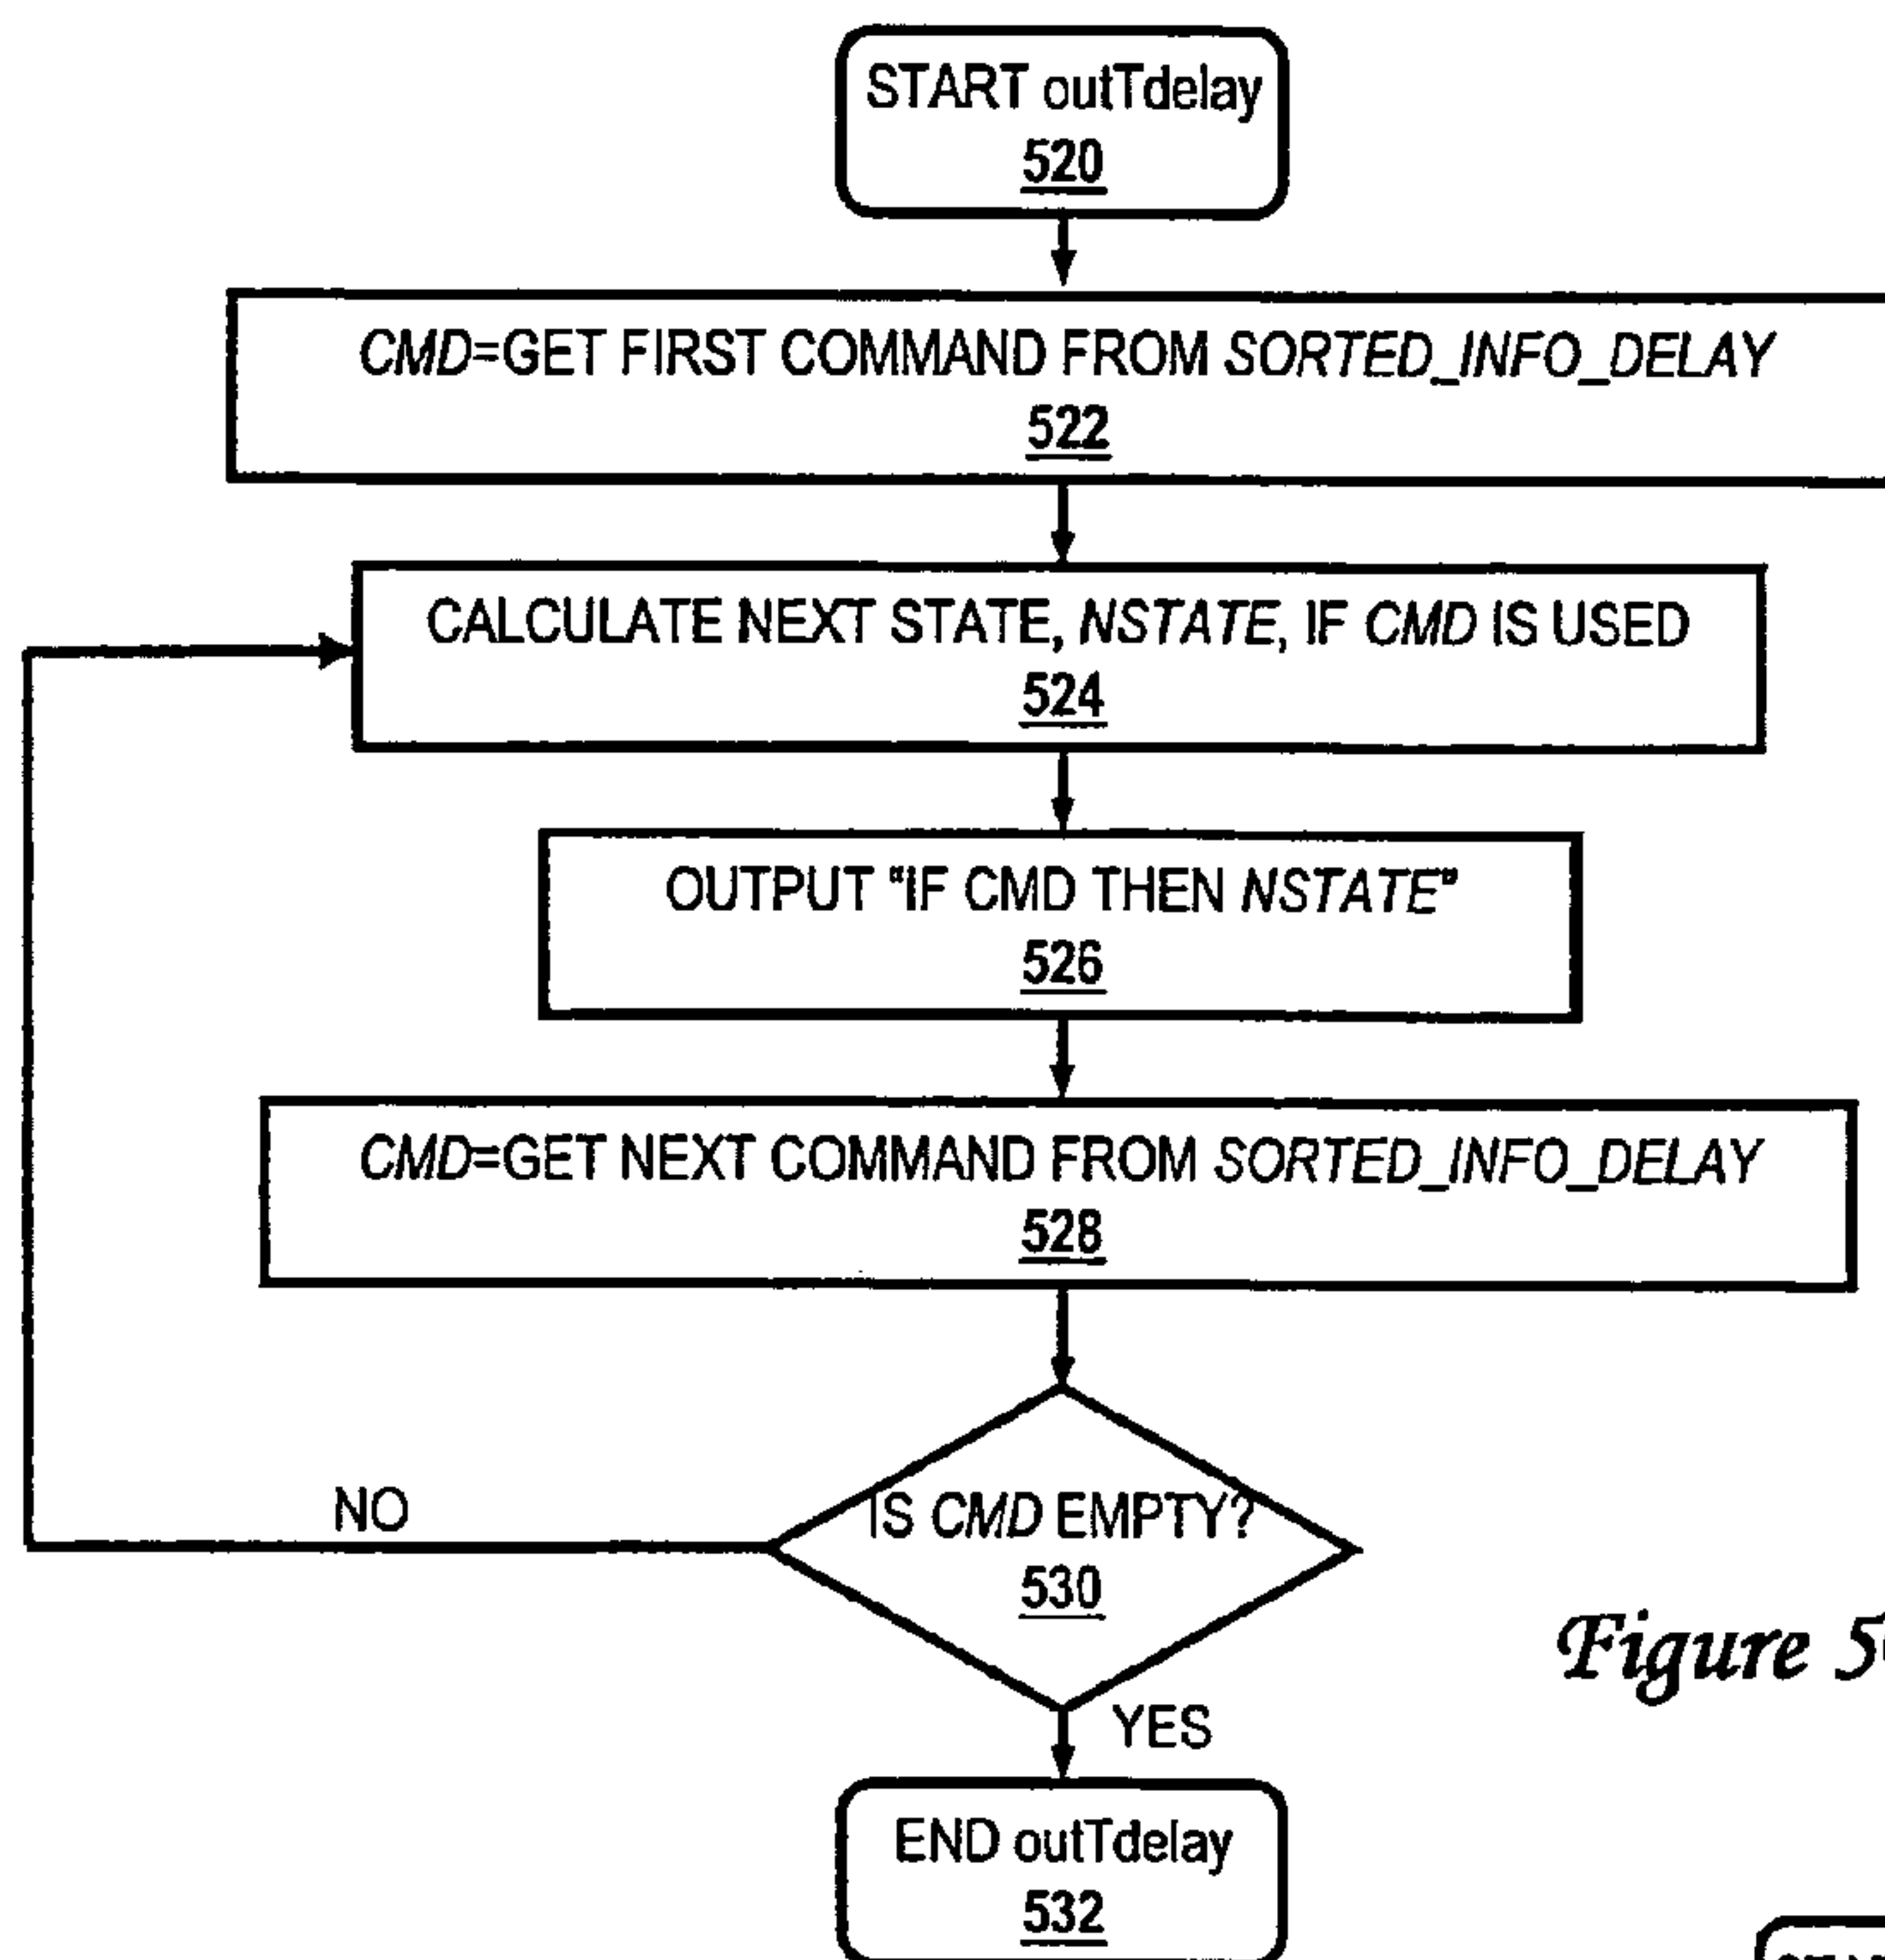 START outTdelay
520
CMD=GET FIRST COMMAND FROM SORTED_INFO_DELAY
522
CALCULATE NEXT STATE, NSTATE, IF CMD IS USED
524
OUTPUT "IF CMD THEN NSTATE"
526
CMD=GET NEXT COMMAND FROM SORTED_INFO_DELAY
528
IS CMD EMPTY?
530
NO
YES
Figure 5
END outTdelay
532